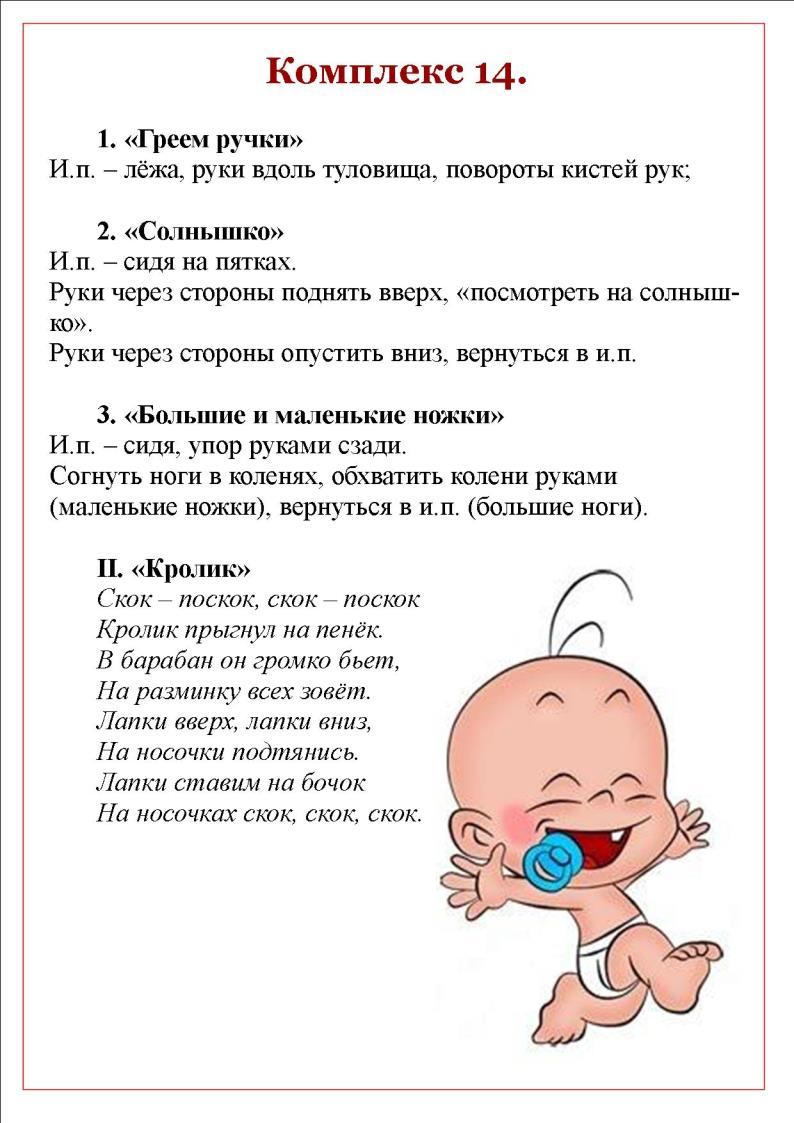 Комплекс 14.
1. «Греем ручки»
И.п. – лёжа, руки вдоль туловища, повороты кистей рук;
2. «Солнышко»
И.п. – сидя на пятках.
Руки через стороны поднять вверх, «посмотреть на солныш-
ко».
Руки через стороны опустить вниз, вернуться в и.п.
3. «Большие и маленькие ножки»
И.п. – сидя, упор руками сзади.
Согнуть ноги в коленях, обхватить колени руками
(маленькие ножки), вернуться в и.п. (большие ноги).
II. «Кролик»
Скок – поскок, скок – поскок
Кролик прыгнул на пенёк.
В барабан он громко бьет,
На разминку всех зовёт.
Лапки вверх, лапки вниз,
На носочки подтянись.
Лапки ставим на бочок
На носочках скок, скок, скок.